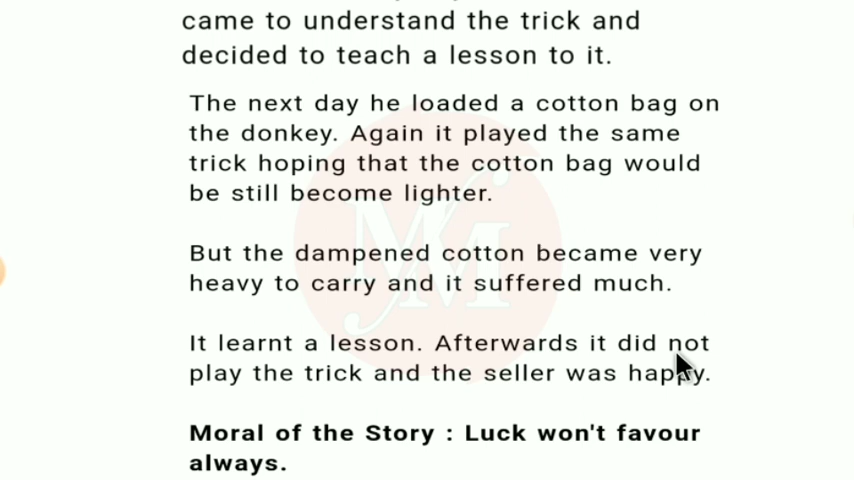 came to understand the trick and
decided to teach a lesson to it.
The next day he loaded a cotton bag on
the donkey. Again it played the same
trick hoping that the cotton bag would
be still become lighter.
But the dampened cotton became very
heavy to carry and it suffered much.
It learnt a lesson. Afterwards it did not
play the trick and the seller was happy.
Moral of the Story : Luck won't favour
always.